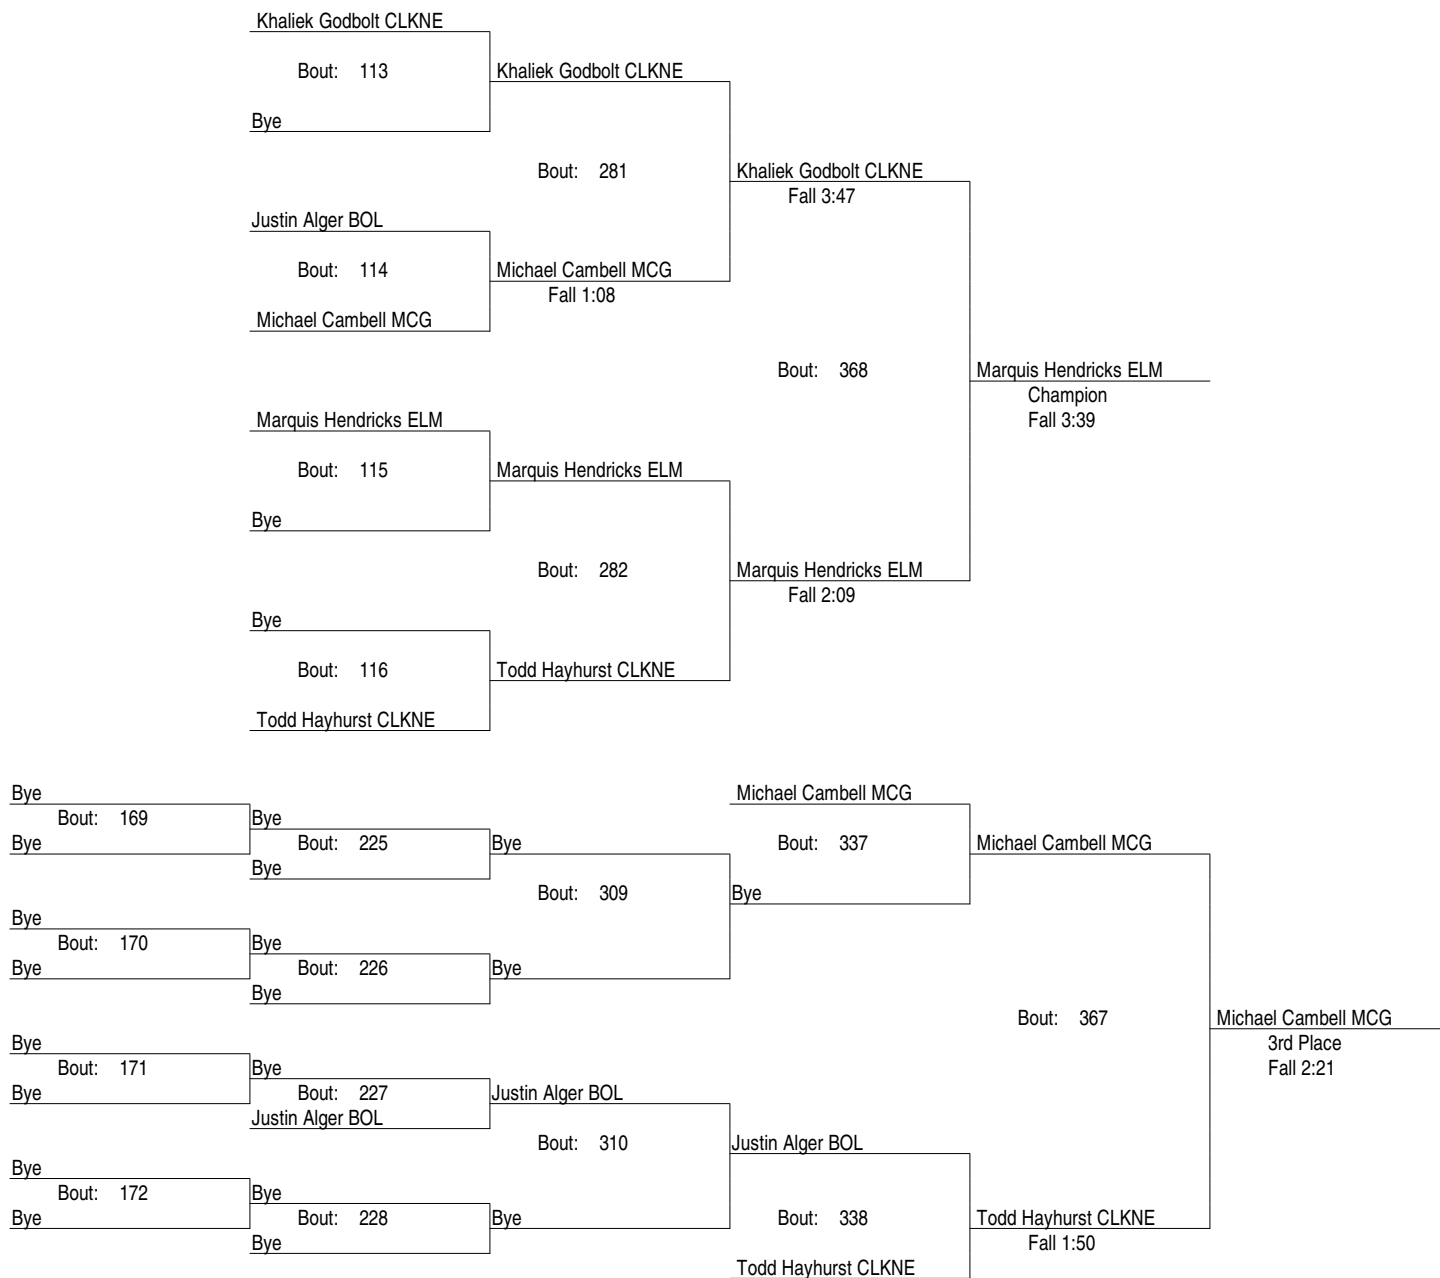 Khaliek Godbolt CLKNE
Bout: 113
Khaliek Godbolt CLKNE
Bye
Bout: 281
Khaliek Godbolt CLKNE
Fall 3:47
Justin Alger BOL
Bout: 114
Michael Cambell MCG
Fall 1:08
Michael Cambell MCG
Bout: 368
Marquis Hendricks ELM
Champion
Fall 3:39
Marquis Hendricks ELM
Bout: 115
Marquis Hendricks ELM
Bye
Bout: 282
Marquis Hendricks ELM
Fall 2:09
Bye
Bout: 116
Todd Hayhurst CLKNE
Todd Hayhurst CLKNE
Bye
Bout: 169
Bye
Bye
Bout: 225
Bye
Bye
Michael Cambell MCG
Bout: 337
Michael Cambell MCG
Bout: 309
Bye
Bye
Bout: 170
Bye
Bye
Bout: 226
Bye
Bye
Bout: 367
Michael Cambell MCG
3rd Place
Fall 2:21
Bye
Bout: 171
Bye
Bye
Bout: 227
Justin Alger BOL
Justin Alger BOL
Bout: 310
Justin Alger BOL
Bye
Bout: 172
Bye
Bye
Bout: 228
Bye
Bye
Bout: 338
Todd Hayhurst CLKNE
Fall 1:50
Todd Hayhurst CLKNE